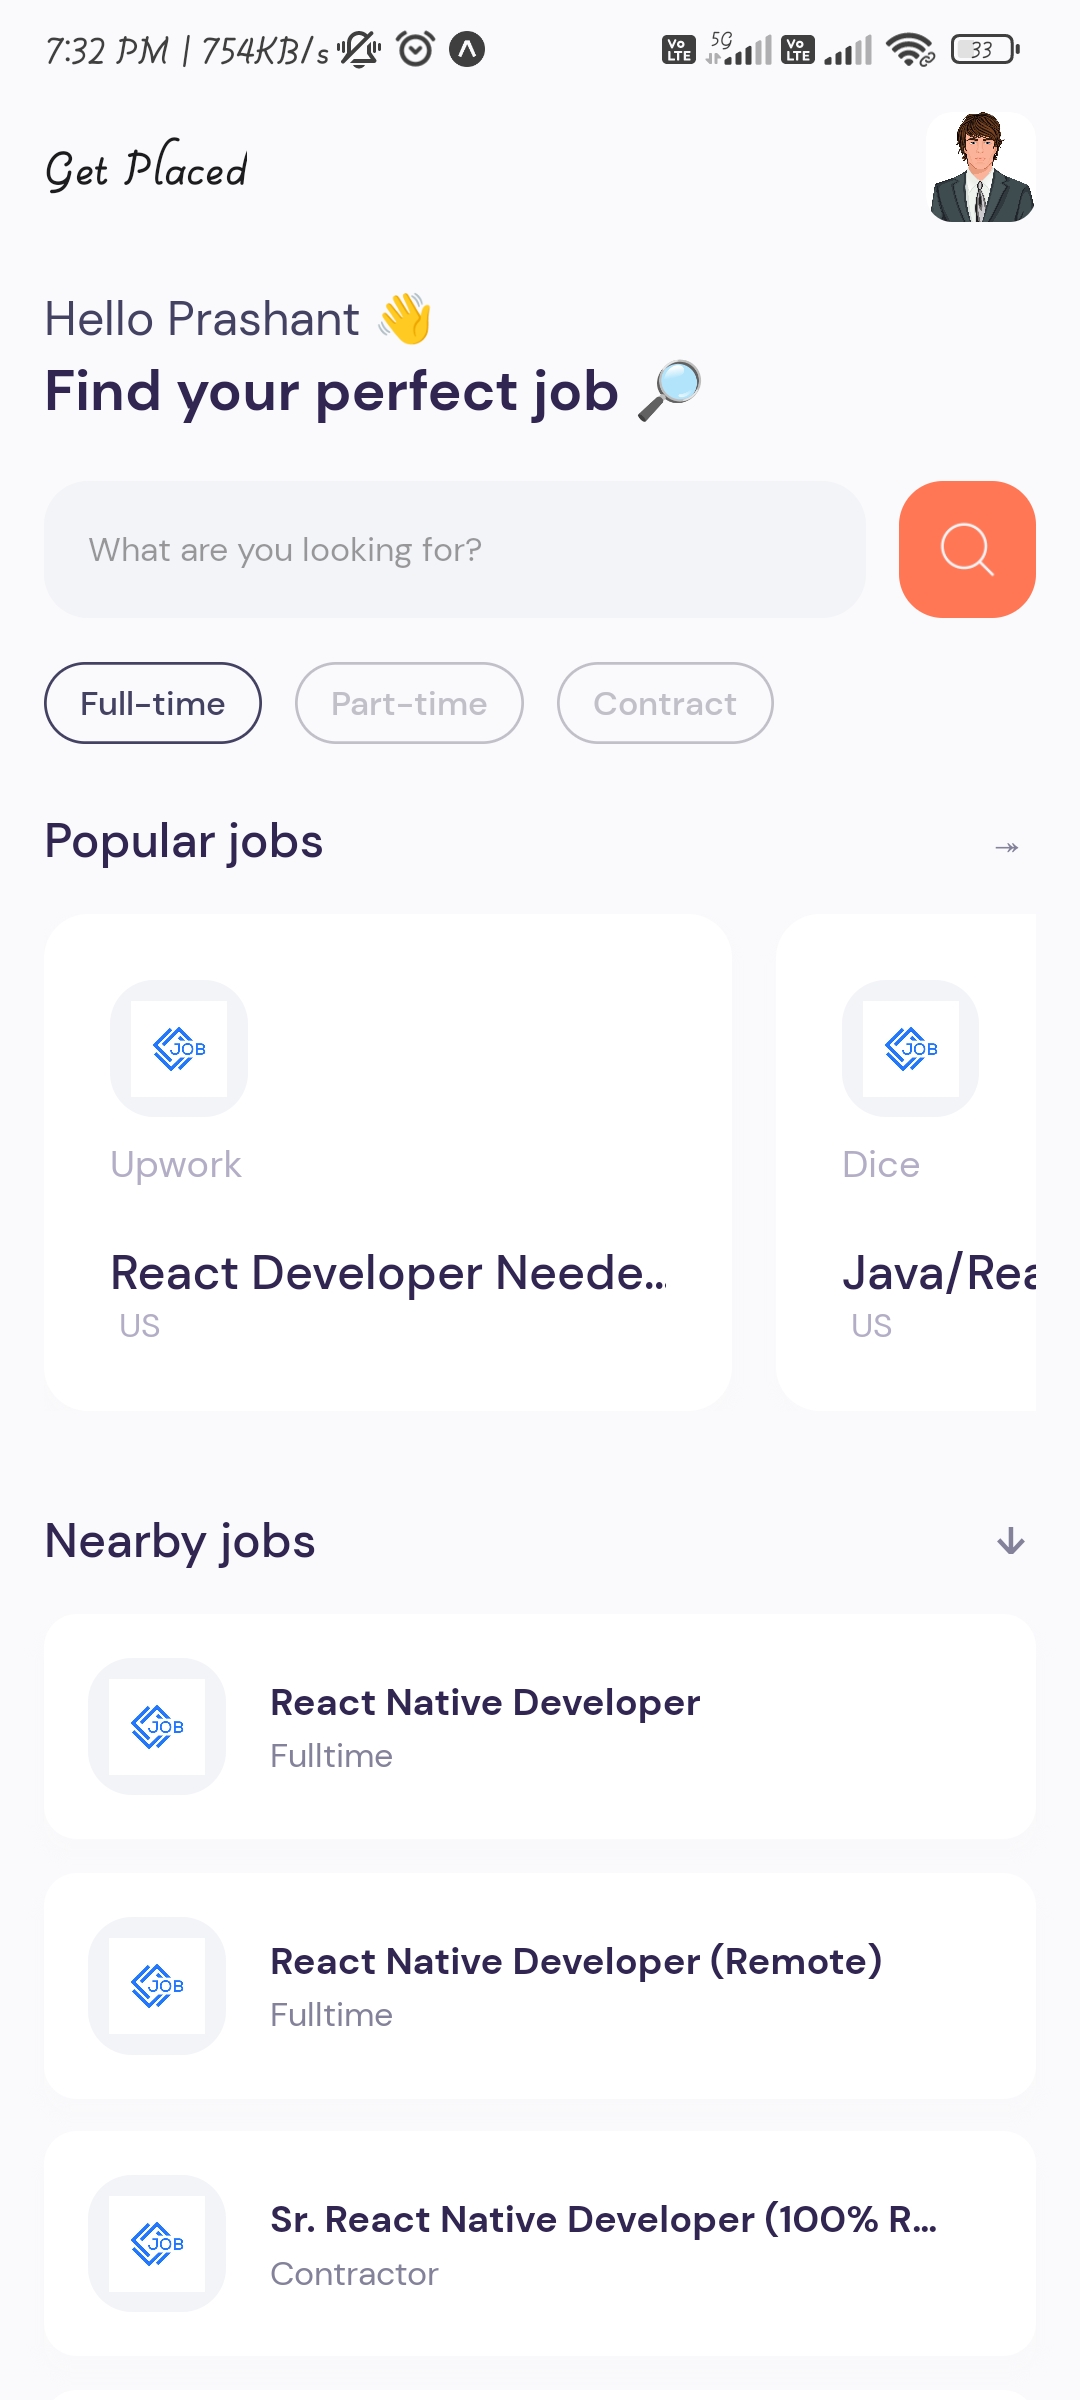 7:32 PM | 754KB/s
Vo LTE 5G Vo LTE 33
Get Placed
Hello Prashant 👋
Find your perfect job 🔎
What are you looking for?
Full-time Part-time Contract
Popular jobs
JOB JOB
Upwork Dice
React Developer Neede... Java/Rea
US US
Nearby jobs
JOB
React Native Developer
Fulltime
JOB
React Native Developer (Remote)
Fulltime
JOB
Sr. React Native Developer (100% R...
Contractor